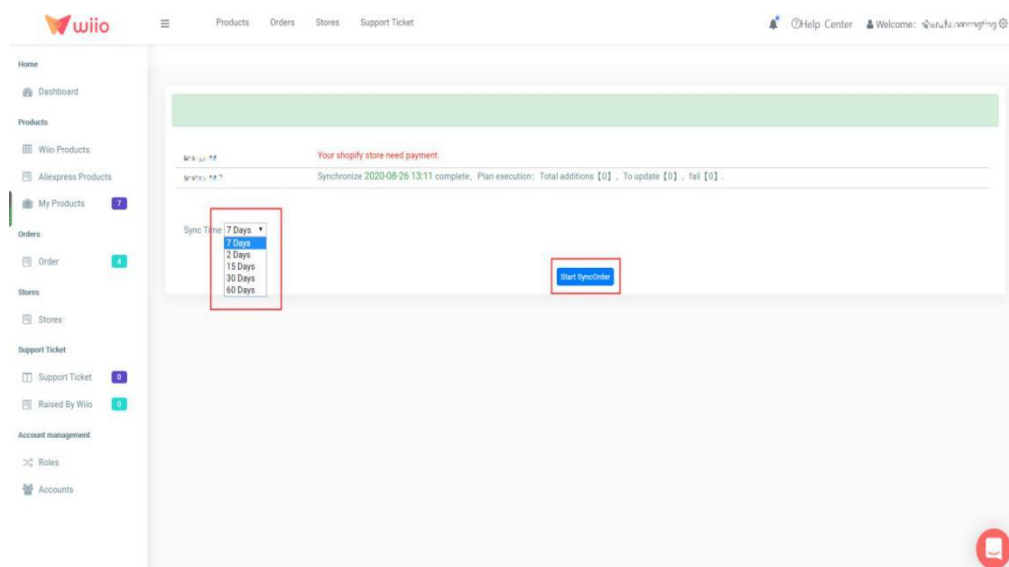 wiio
Products Orders Stores Support Ticket
Help Center Welcome:
Home
Dashboard
Products
Wiio Products
Aliexpress Products
My Products 7
Orders
Order 4
Stores
Stores
Support Ticket
Support Ticket 0
Raised By Wiio 0
Account management
Roles
Accounts
Your shopify store need payment.
Synchronize 2020-08-26 13:11 complete, Plan execution: Total additions【0】, To update【0】, fail【0】.
Sync Time 7 Days
7 Days
2 Days
15 Days
30 Days
60 Days
Start SyncOrder